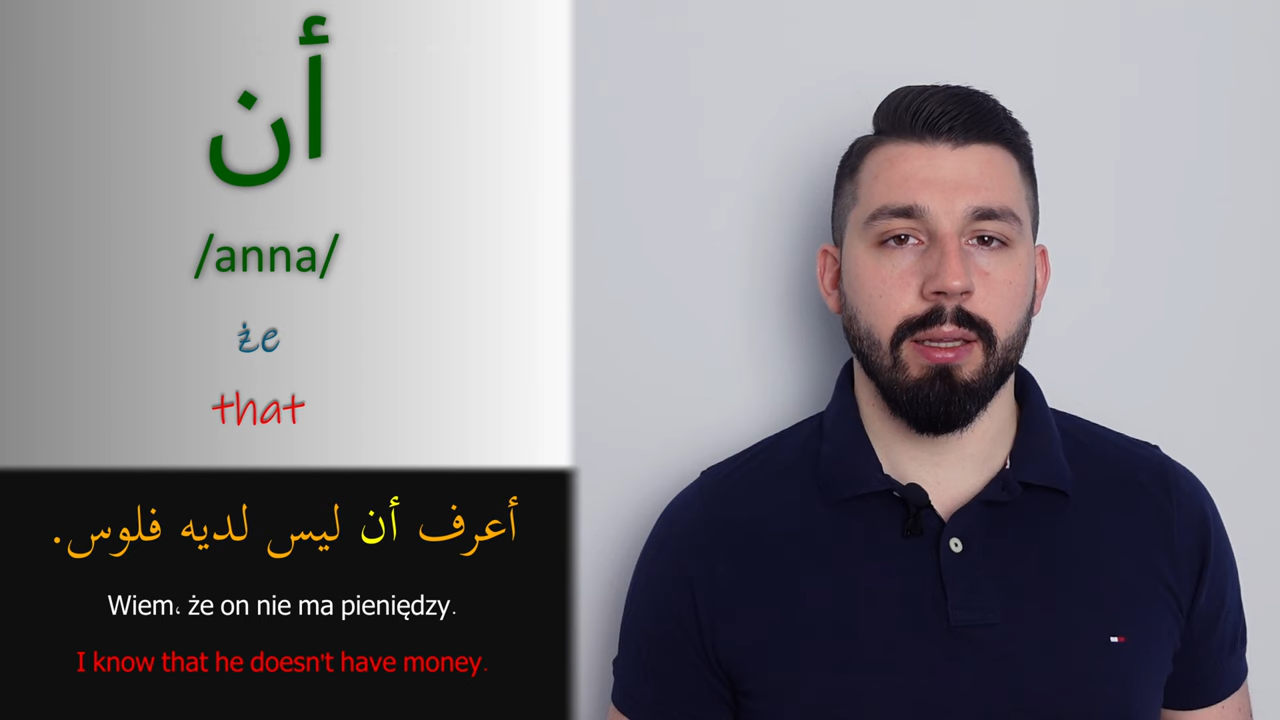 أن
/anna/
że
that
أعرف أن ليس لديه فلوس.
Wiem، że on nie ma pieniędzy.
I know that he doesn't have money.